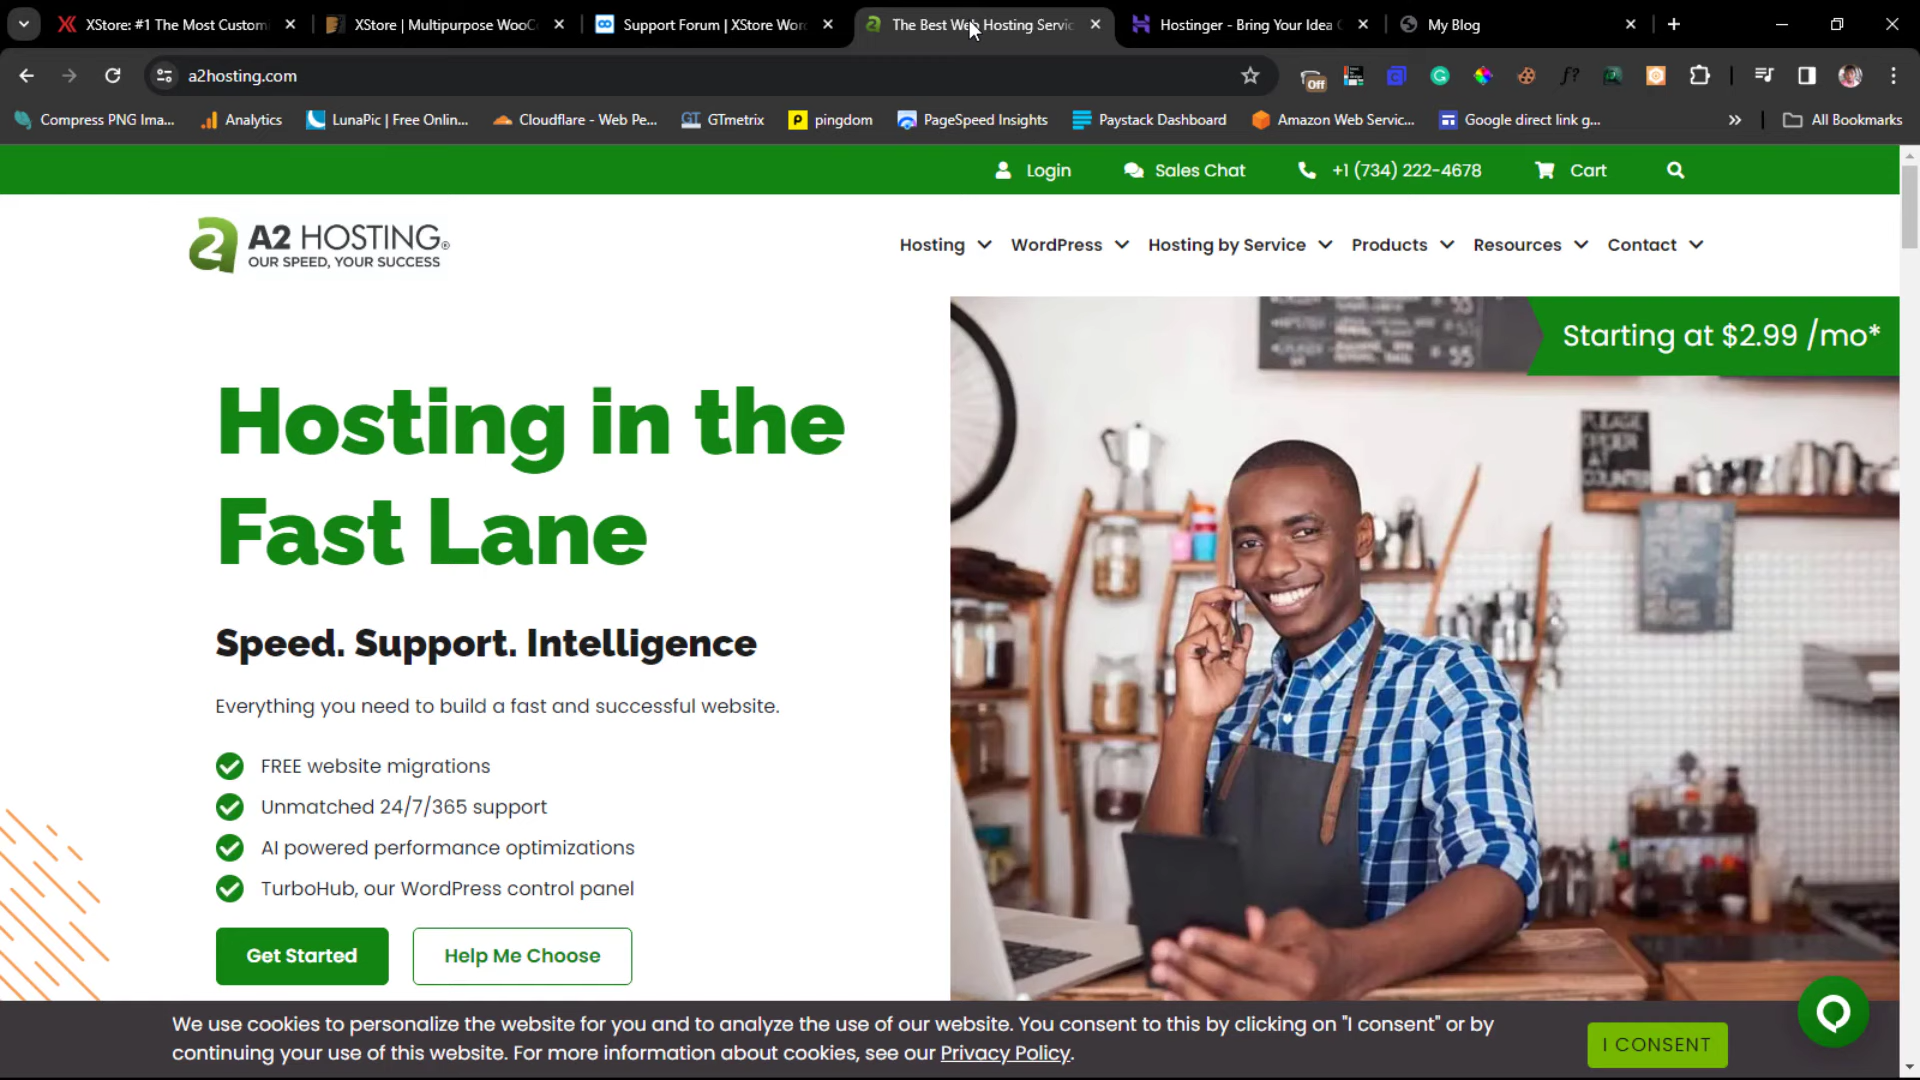 XStore: #1 The Most Customi
XStore | Multipurpose WooCo
Support Forum | XStore Wor
The Best Web Hosting Servic
Hostinger - Bring Your Idea
My Blog
a2hosting.com
Off
Compress PNG Ima...
Analytics
LunaPic | Free Onlin...
Cloudflare - Web Pe...
GTmetrix
pingdom
PageSpeed Insights
Paystack Dashboard
Amazon Web Servic...
Google direct link g...
All Bookmarks
Login
Sales Chat
+1 (734) 222-4678
Cart
A2 HOSTING®
OUR SPEED, YOUR SUCCESS
Hosting
WordPress
Hosting by Service
Products
Resources
Contact
Starting at $2.99 /mo*
PLEASE
ORDER
AT
COUNTER
Hosting in the
Fast Lane
Speed. Support. Intelligence
Everything you need to build a fast and successful website.
FREE website migrations
Unmatched 24/7/365 support
AI powered performance optimizations
TurboHub, our WordPress control panel
Get Started
Help Me Choose
We use cookies to personalize the website for you and to analyze the use of our website. You consent to this by clicking on "I consent" or by
continuing your use of this website. For more information about cookies, see our Privacy Policy.
I CONSENT